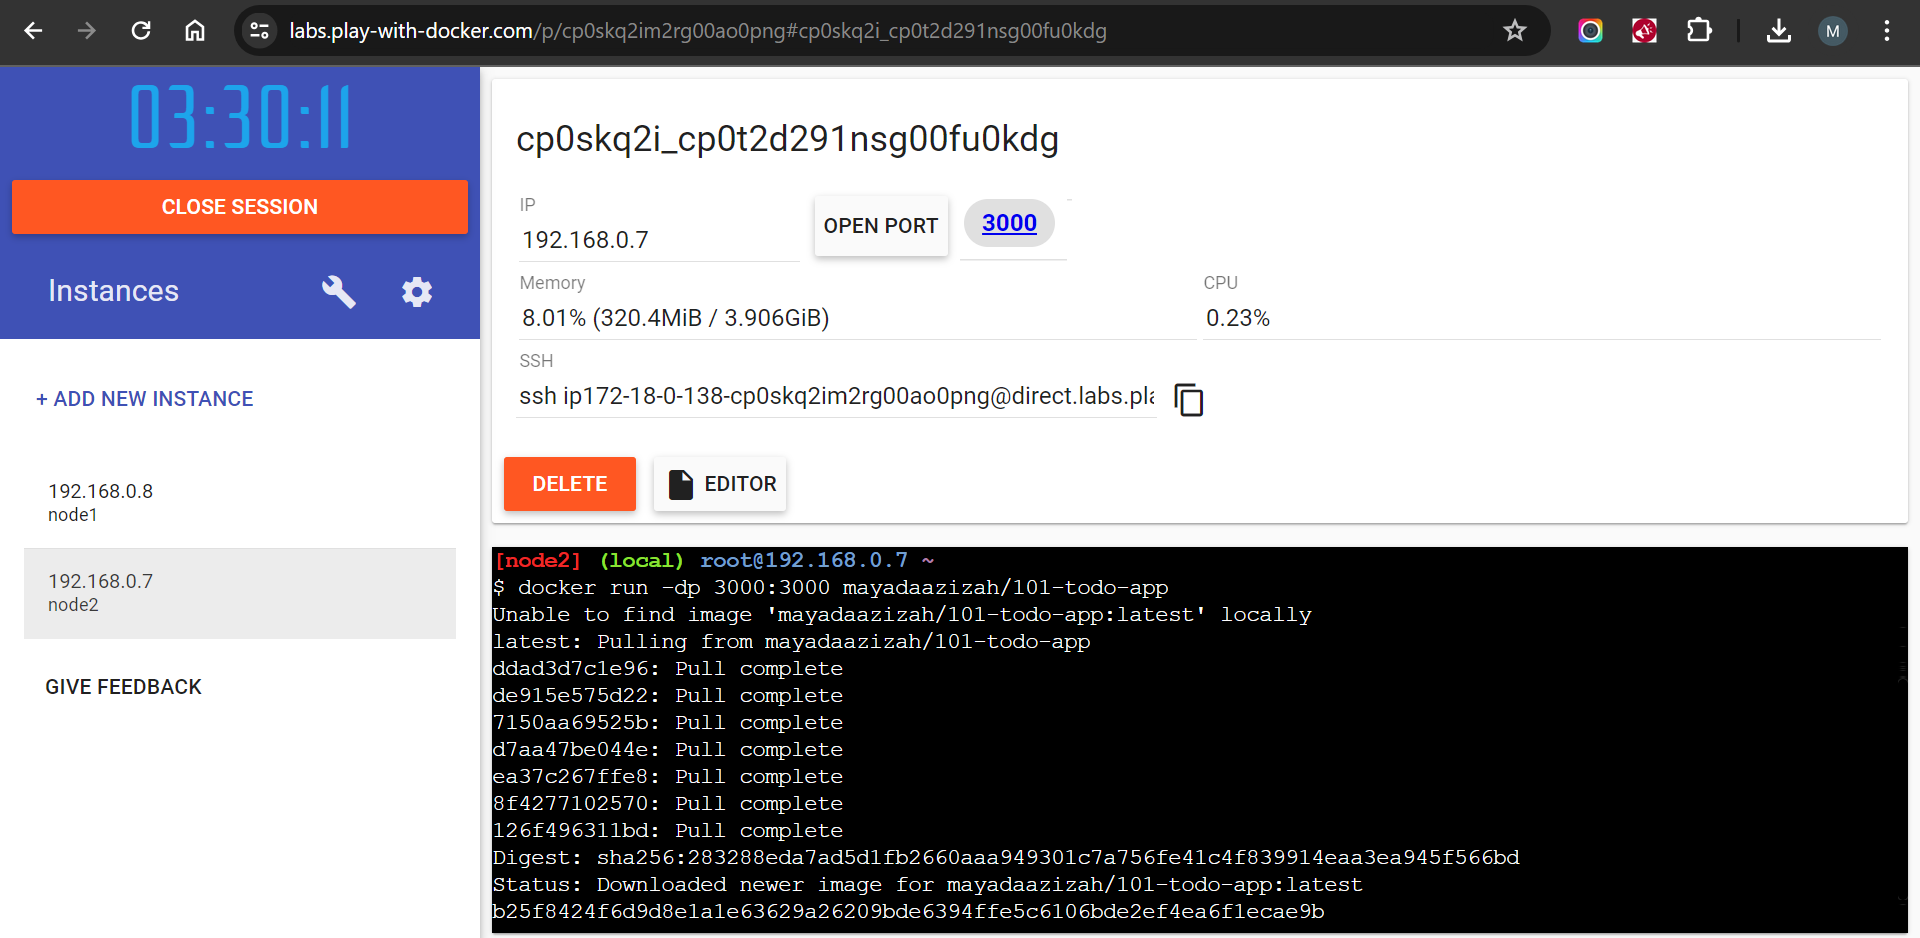 labs.play-with-docker.com/p/cp0skq2im2rg00ao0png#cp0skq2i_cp0t2d291nsg00fu0kdg
M
03:30:11
CLOSE SESSION
Instances
+ ADD NEW INSTANCE
192.168.0.8
node1
192.168.0.7
node2
GIVE FEEDBACK
cp0skq2i_cp0t2d291nsg00fu0kdg
IP
192.168.0.7
OPEN PORT
3000
Memory
8.01% (320.4MiB / 3.906GiB)
CPU
0.23%
SSH
ssh ip172-18-0-138-cp0skq2im2rg00ao0png@direct.labs.pla
DELETE
EDITOR
[node2] (local) root@192.168.0.7 ~
$ docker run -dp 3000:3000 mayadaazizah/101-todo-app
Unable to find image 'mayadaazizah/101-todo-app:latest' locally
latest: Pulling from mayadaazizah/101-todo-app
ddad3d7c1e96: Pull complete
de915e575d22: Pull complete
7150aa69525b: Pull complete
d7aa47be044e: Pull complete
ea37c267ffe8: Pull complete
8f4277102570: Pull complete
126f496311bd: Pull complete
Digest: sha256:283288eda7ad5d1fb2660aaa949301c7a756fe41c4f839914eaa3ea945f566bd
Status: Downloaded newer image for mayadaazizah/101-todo-app:latest
b25f8424f6d9d8e1a1e63629a26209bde6394ffe5c6106bde2ef4ea6f1ecae9b